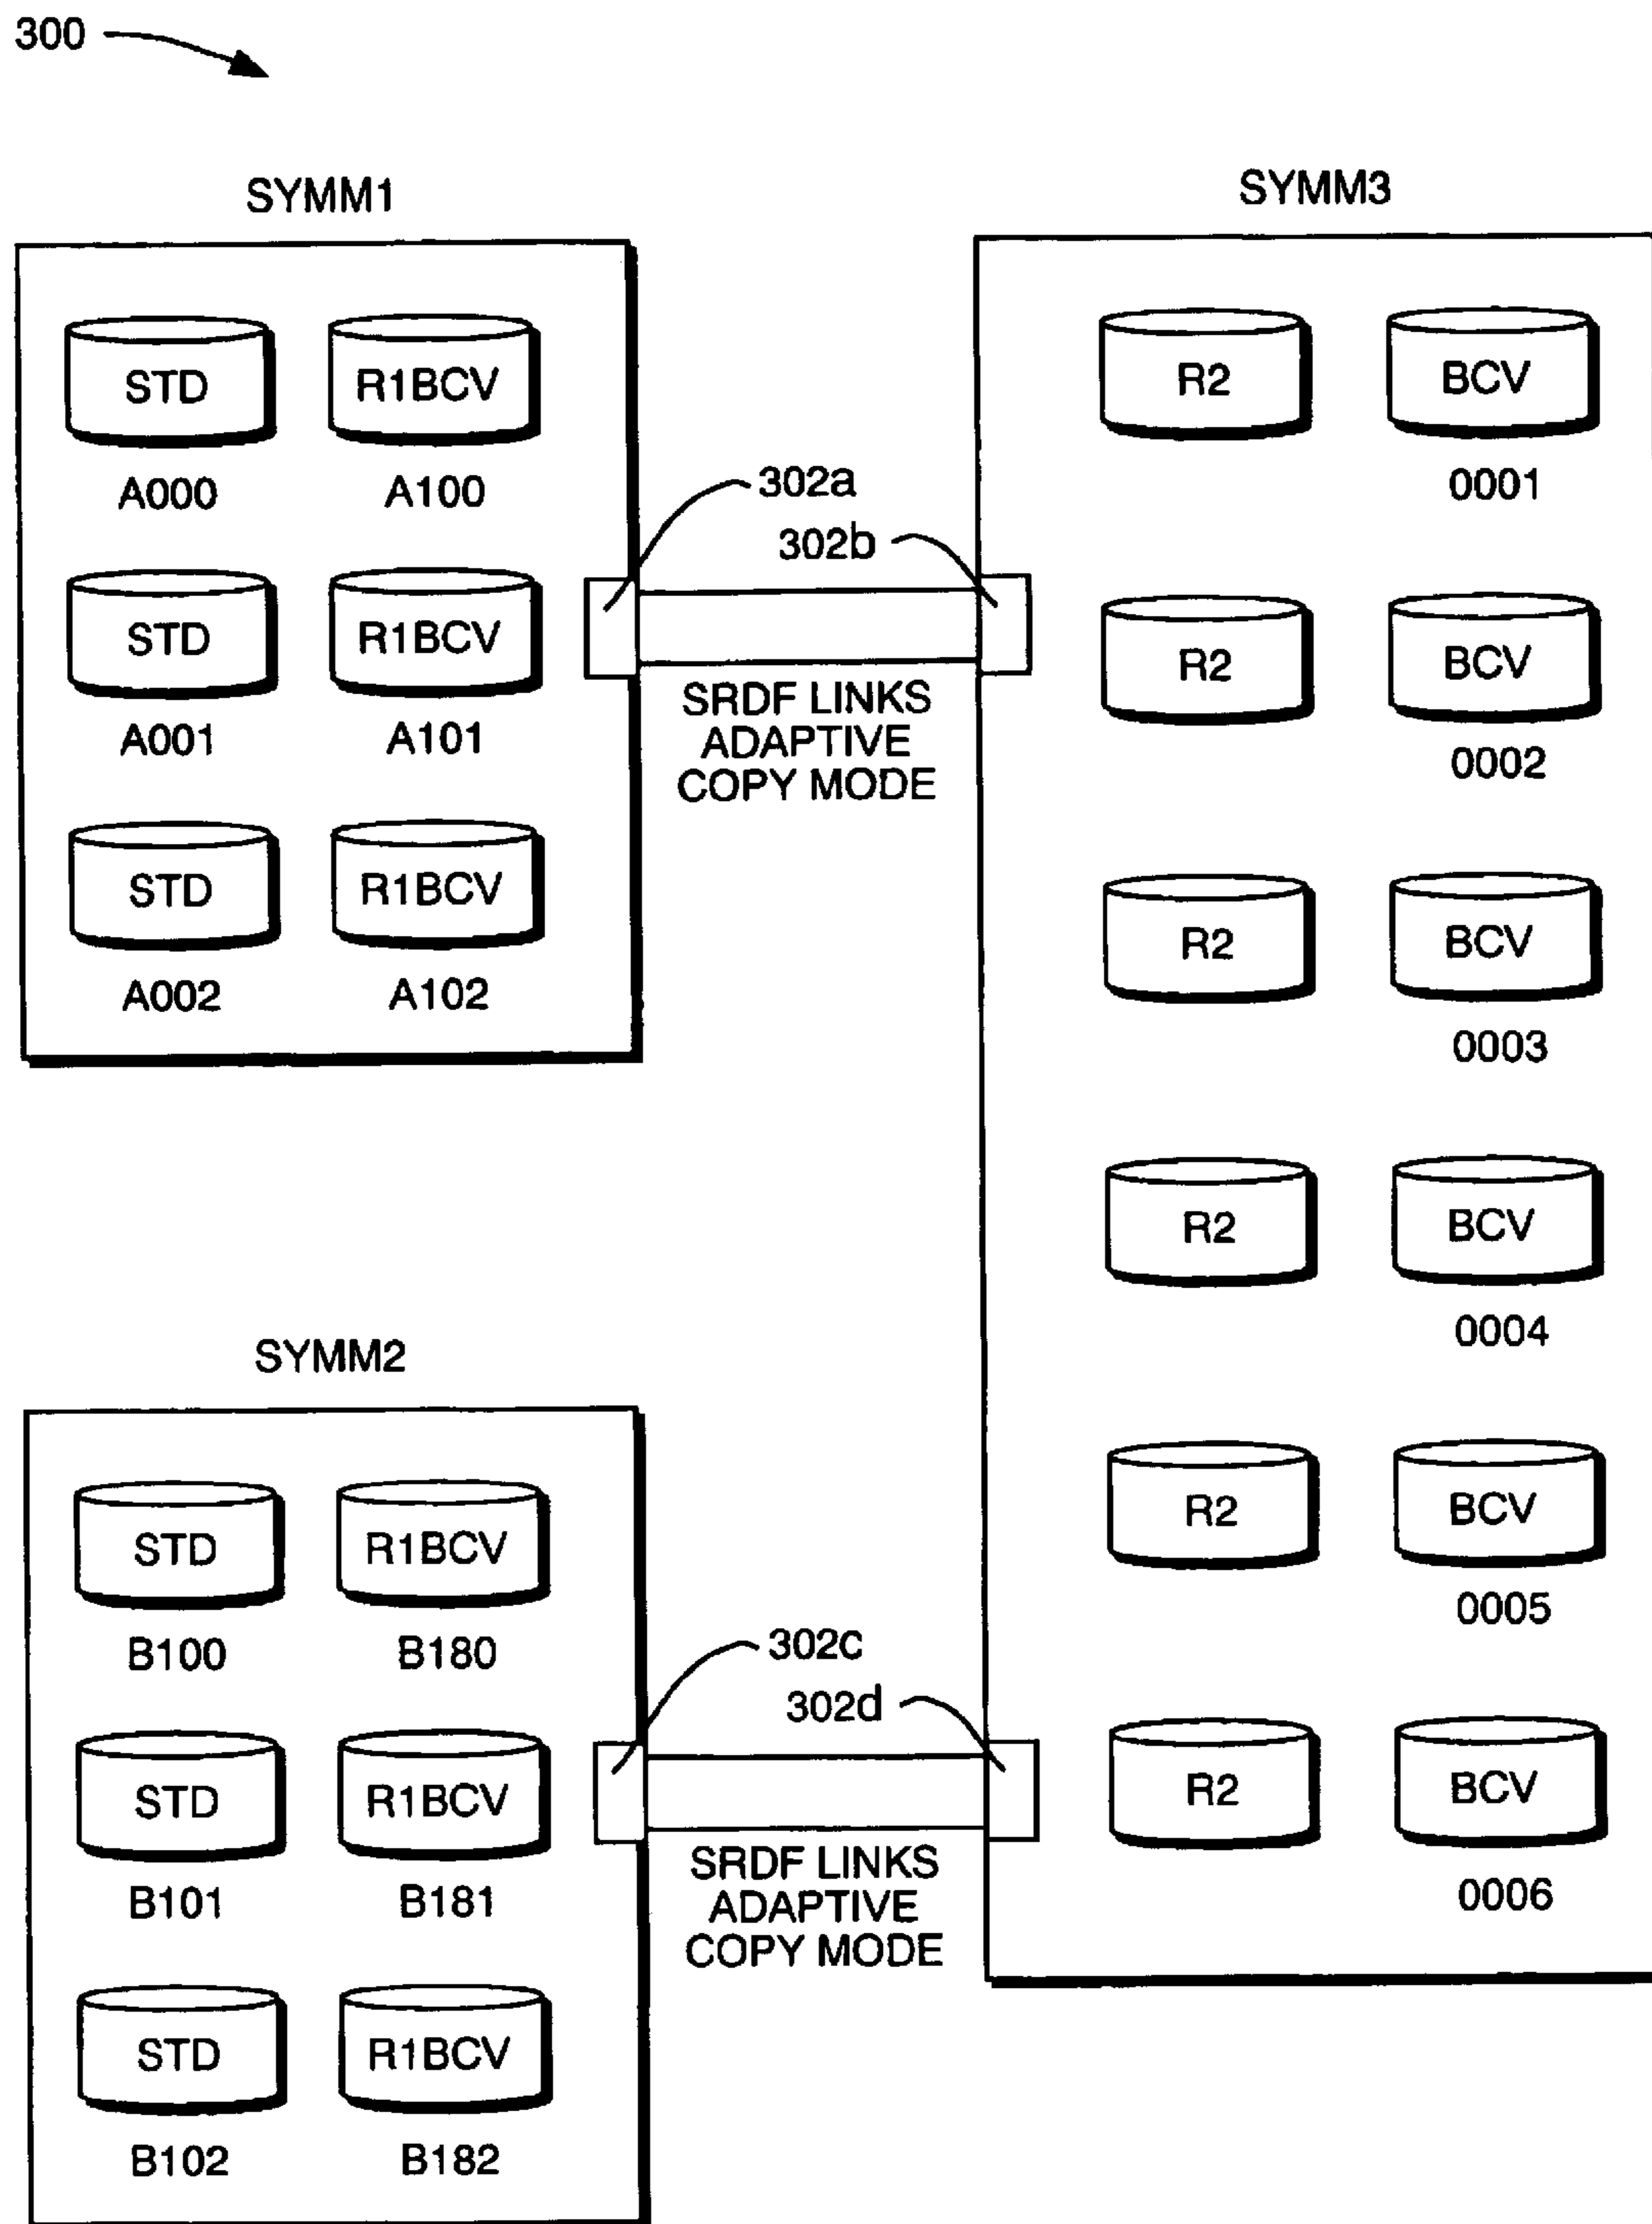 300
SYMM1
STD
R1BCV
A000
A100
STD
R1BCV
A001
A101
STD
R1BCV
A002
A102
302a
302b
SRDF LINKS
ADAPTIVE
COPY MODE
SYMM3
R2
BCV
0001
R2
BCV
0002
R2
BCV
0003
R2
BCV
0004
R2
BCV
0005
R2
BCV
0006
SYMM2
STD
R1BCV
B100
B180
STD
R1BCV
B101
B181
STD
R1BCV
B102
B182
302c
302d
SRDF LINKS
ADAPTIVE
COPY MODE